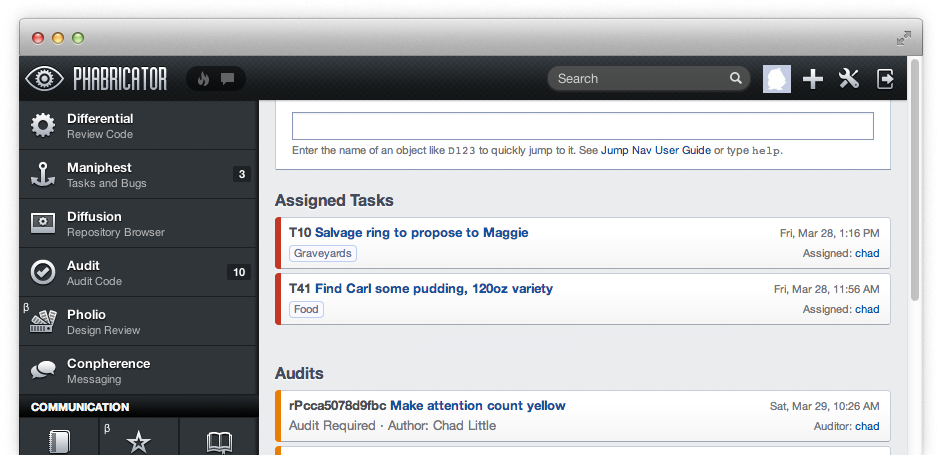 PHABRICATOR
Search
Differential
Review Code
Maniphest
Tasks and Bugs
3
Diffusion
Repository Browser
Audit
Audit Code
10
β
Pholio
Design Review
Conpherence
Messaging
COMMUNICATION
β
Enter the name of an object like D123 to quickly jump to it. See Jump Nav User Guide or type help.
Assigned Tasks
T10 Salvage ring to propose to Maggie
Fri, Mar 28, 1:16 PM
Graveyards
Assigned: chad
T41 Find Carl some pudding, 120oz variety
Fri, Mar 28, 11:56 AM
Food
Assigned: chad
Audits
rPcca5078d9fbc Make attention count yellow
Sat, Mar 29, 10:26 AM
Audit Required · Author: Chad Little
Auditor: chad